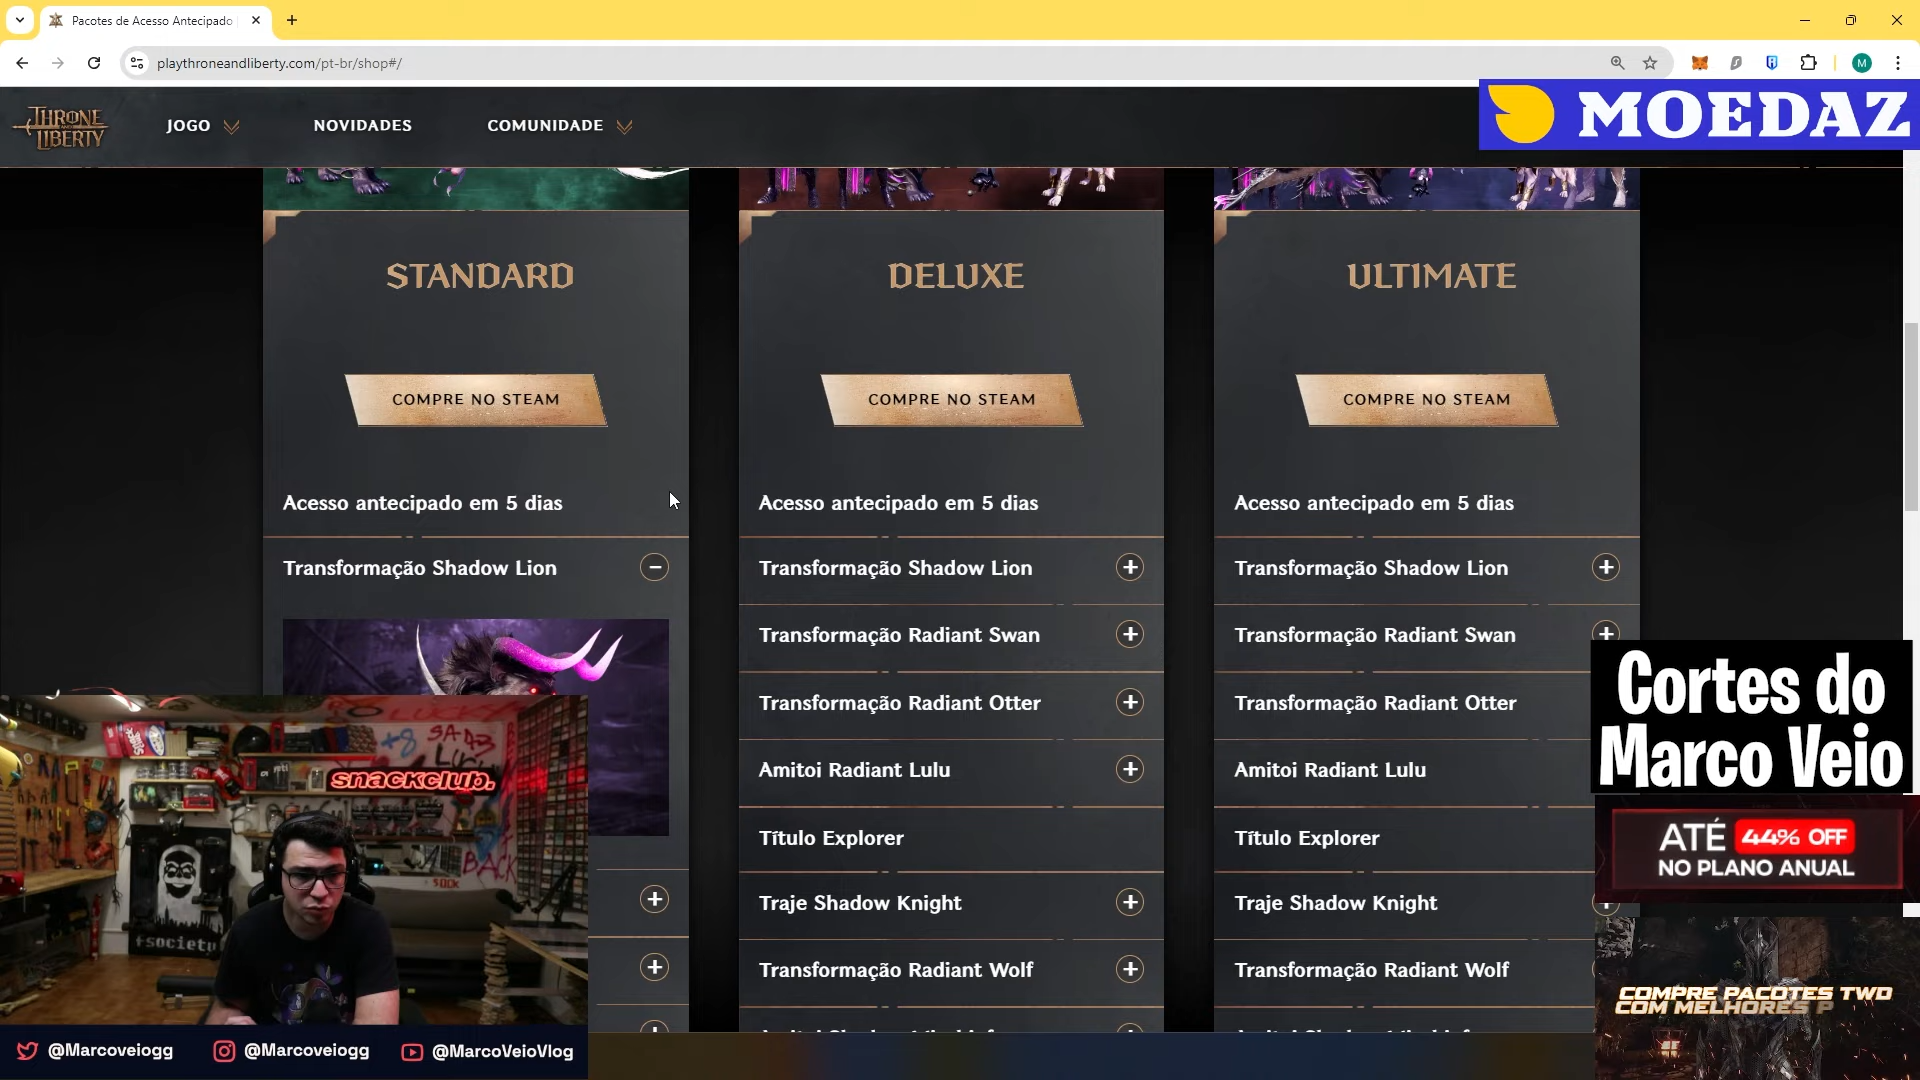 Pacotes de Acesso Antecipado
playthroneandliberty.com/pt-br/shop#/
M
THRONE
AND
LIBERTY
JOGO
NOVIDADES
COMUNIDADE
MOEDAZ
STANDARD
COMPRE NO STEAM
Acesso antecipado em 5 dias
Transformação Shadow Lion
DELUXE
COMPRE NO STEAM
Acesso antecipado em 5 dias
Transformação Shadow Lion
Transformação Radiant Swan
Transformação Radiant Otter
Amitoi Radiant Lulu
Título Explorer
Traje Shadow Knight
Transformação Radiant Wolf
ULTIMATE
COMPRE NO STEAM
Acesso antecipado em 5 dias
Transformação Shadow Lion
Transformação Radiant Swan
Transformação Radiant Otter
Amitoi Radiant Lulu
Título Explorer
Traje Shadow Knight
Transformação Radiant Wolf
Cortes do
Marco Veio
ATÉ 44% OFF
NO PLANO ANUAL
COMPRE PACOTES TWD
COM MELHORES P
snackclub.
+society
BACK
@Marcoveiogg
@Marcoveiogg
@MarcoVeioVlog